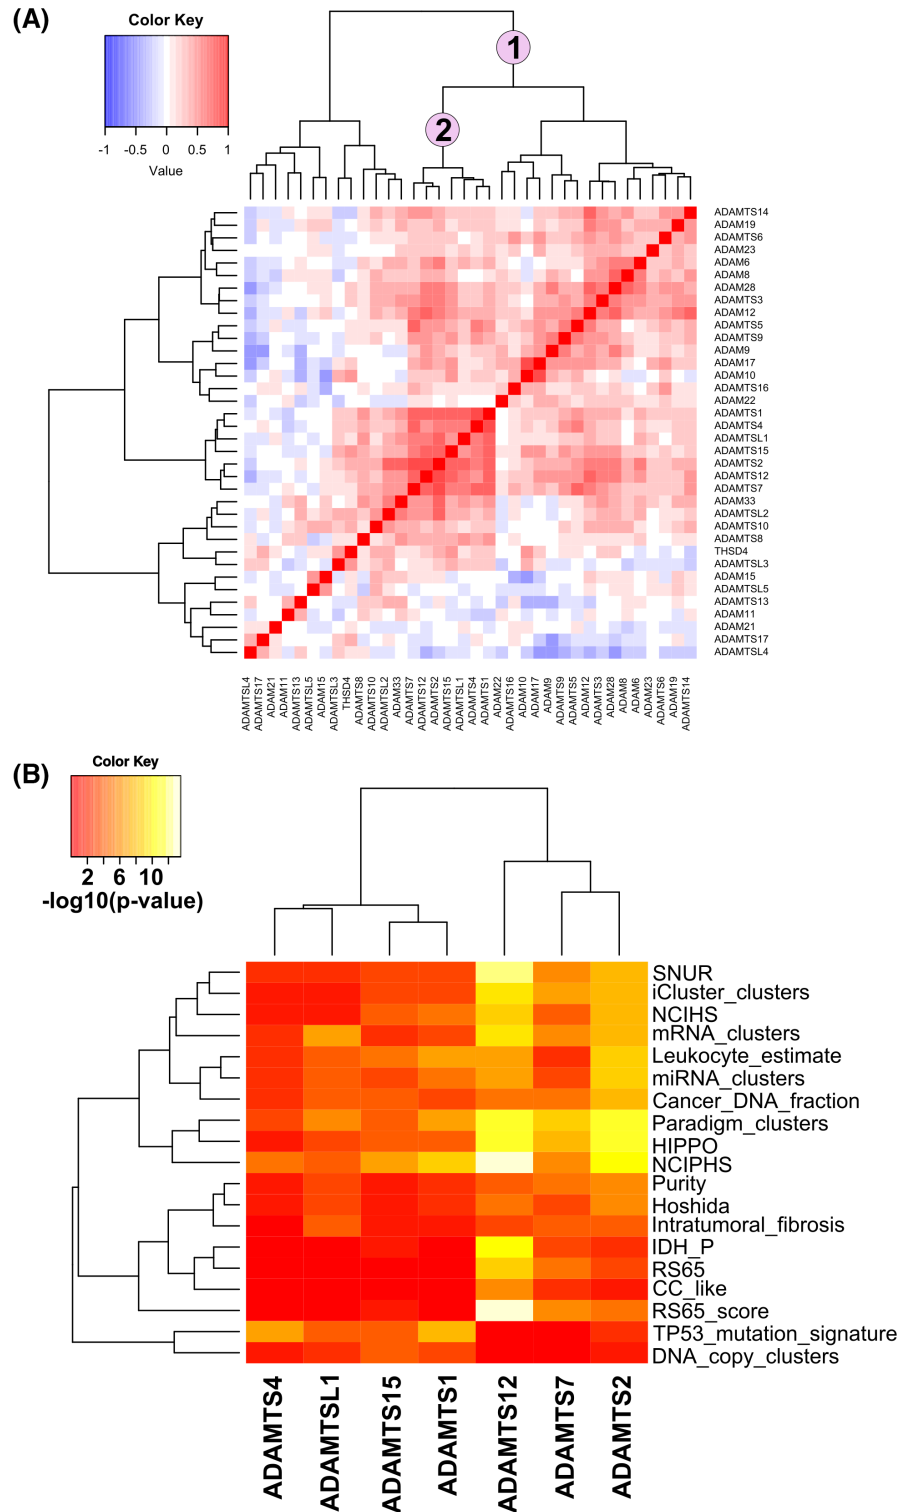 (A)
Color Key
-1 -0.5 0 0.5 1
Value
1
2
ADAMTS14
ADAM19
ADAMTS6
ADAM23
ADAM6
ADAM8
ADAM28
ADAMTS3
ADAM12
ADAMTS5
ADAMTS9
ADAM9
ADAM17
ADAM10
ADAMTS16
ADAM22
ADAMTS1
ADAMTS4
ADAMTSL1
ADAMTS15
ADAMTS2
ADAMTS12
ADAMTS7
ADAM33
ADAMTSL2
ADAMTS10
ADAMTS8
THSD4
ADAMTSL3
ADAM15
ADAMTSL5
ADAMTS13
ADAM11
ADAM21
ADAMTS17
ADAMTSL4
ADAMTSL4
ADAMTS17
ADAM21
ADAM11
ADAMTS13
ADAMTSL5
ADAM15
ADAMTSL3
THSD4
ADAMTS8
ADAMTS10
ADAMTSL2
ADAM33
ADAMTS7
ADAMTS12
ADAMTS2
ADAMTS15
ADAMTSL1
ADAMTS4
ADAMTS1
ADAM22
ADAMTS16
ADAM10
ADAM17
ADAM9
ADAMTS9
ADAMTS5
ADAM12
ADAMTS3
ADAM28
ADAM8
ADAM6
ADAM23
ADAMTS6
ADAM19
ADAMTS14
(B)
Color Key
2 6 10
-log10(p-value)
SNUR
iCluster_clusters
NCIHS
mRNA_clusters
Leukocyte_estimate
miRNA_clusters
Cancer_DNA_fraction
Paradigm_clusters
HIPPO
NCIPHS
Purity
Hoshida
Intratumoral_fibrosis
IDH_P
RS65
CC_like
RS65_score
TP53_mutation_signature
DNA_copy_clusters
ADAMTS4
ADAMTSL1
ADAMTS15
ADAMTS1
ADAMTS12
ADAMTS7
ADAMTS2